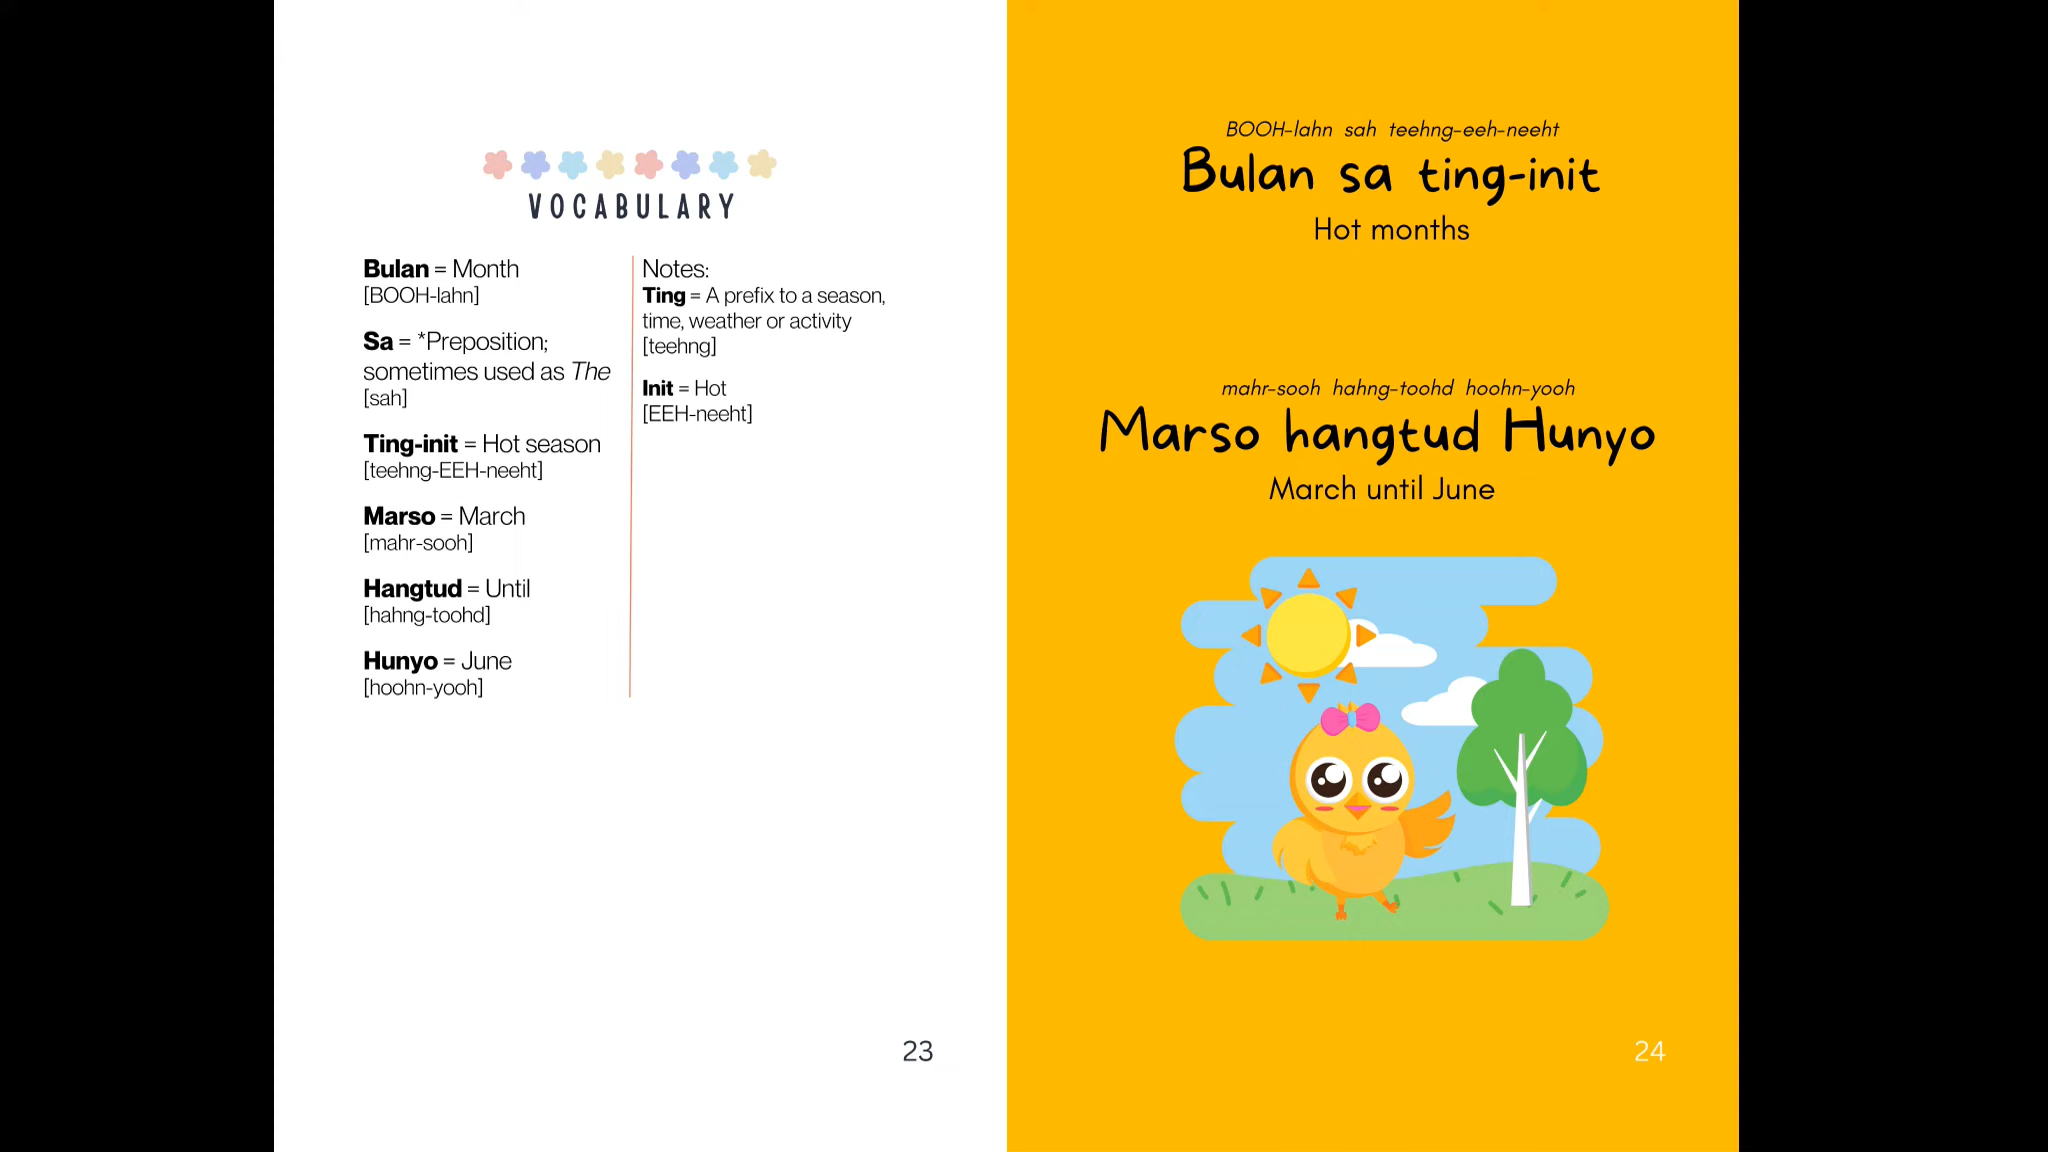 VOCABULARY
Bulan = Month
[BOOH-lahn]
Sa = *Preposition;
sometimes used as The
[sah]
Ting-init = Hot season
[teehng-EEH-neeht]
Marso = March
[mahr-sooh]
Hangtud = Until
[hahng-toohd]
Hunyo = June
[hoohn-yooh]
Notes:
Ting = A prefix to a season,
time, weather or activity
[teehng]
Init = Hot
[EEH-neeht]
23
BOOH-lahn sah teehng-eeh-neeht
Bulan sa ting-init
Hot months
mahr-sooh hahng-toohd hoohn-yooh
Marso hangtud Hunyo
March until June
24